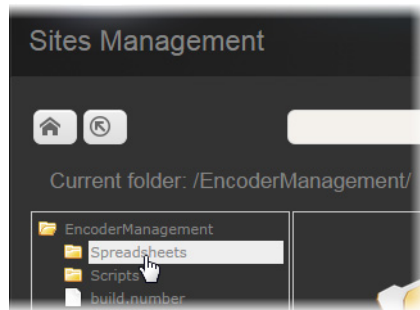 Sites Management
Current folder: /EncoderManagement/
EncoderManagement
Spreadsheets
Scripts
build.number